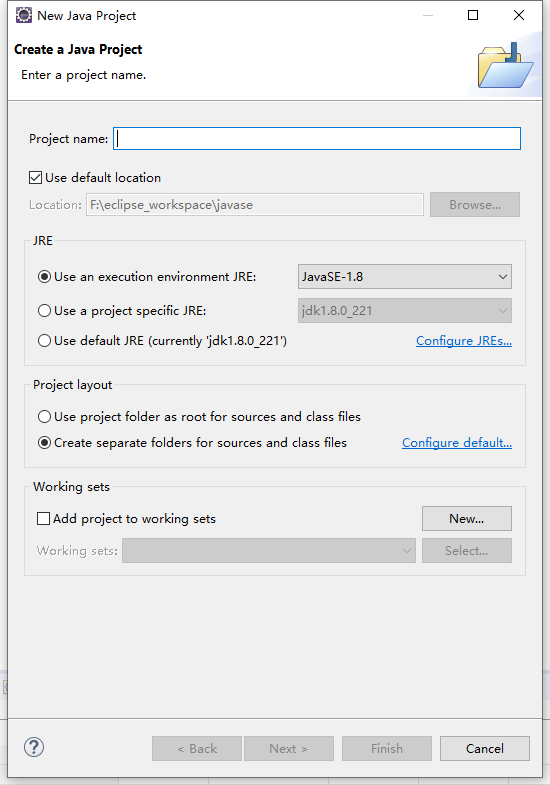 New Java Project
Create a Java Project
Enter a project name.
Project name:
Use default location
Location: F:\eclipse_workspace\javase Browse...
JRE
Use an execution environment JRE: JavaSE-1.8
Use a project specific JRE: jdk1.8.0_221
Use default JRE (currently 'jdk1.8.0_221') Configure JREs...
Project layout
Use project folder as root for sources and class files
Create separate folders for sources and class files Configure default...
Working sets
Add project to working sets New...
Working sets: Select...
? < Back Next > Finish Cancel